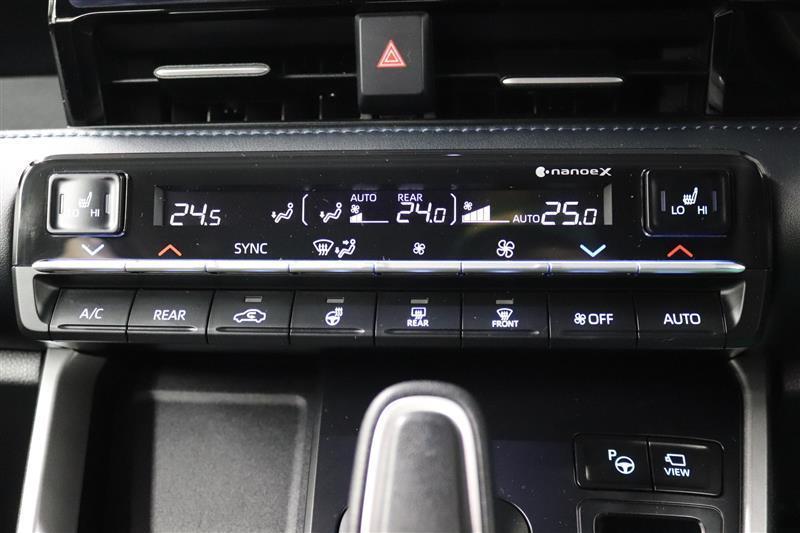 nanoeX
LO HI
24.5 AUTO REAR 24.0 AUTO 25.0
LO HI
SYNC
A/C REAR REAR FRONT OFF AUTO
P
VIEW